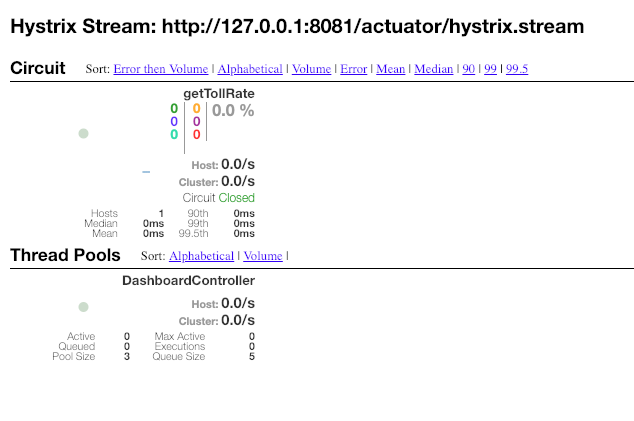 Hystrix Stream: http://127.0.0.1:8081/actuator/hystrix.stream
Circuit Sort: Error then Volume | Alphabetical | Volume | Error | Mean | Median | 90 | 99 | 99.5
getTollRate
0 0 0.0 %
0 0
0 0
Host: 0.0/s
Cluster: 0.0/s
Circuit Closed
Hosts 1 90th 0ms
Median 0ms 99th 0ms
Mean 0ms 99.5th 0ms
Thread Pools Sort: Alphabetical | Volume |
DashboardController
Host: 0.0/s
Cluster: 0.0/s
Active 0 Max Active 0
Queued 0 Executions 0
Pool Size 3 Queue Size 5